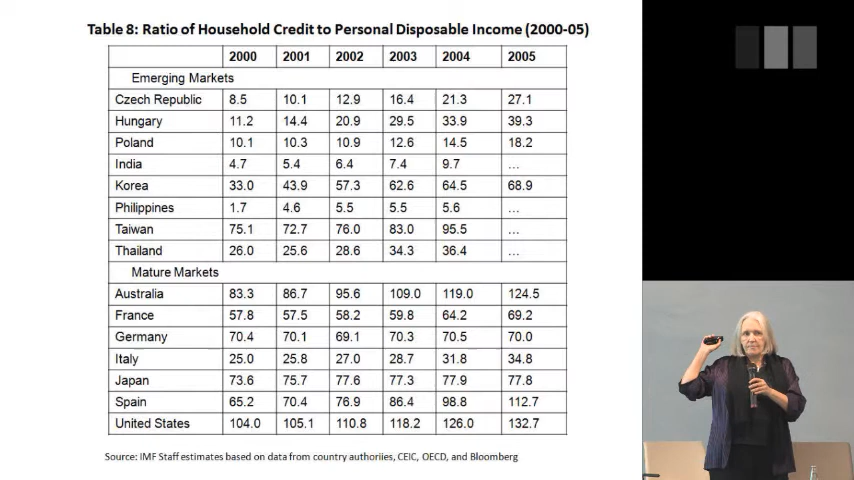 Table 8: Ratio of Household Credit to Personal Disposable Income (2000-05)
2000 2001 2002 2003 2004 2005
Emerging Markets
Czech Republic 8.5 10.1 12.9 16.4 21.3 27.1
Hungary 11.2 14.4 20.9 29.5 33.9 39.3
Poland 10.1 10.3 10.9 12.6 14.5 18.2
India 4.7 5.4 6.4 7.4 9.7 ...
Korea 33.0 43.9 57.3 62.6 64.5 68.9
Philippines 1.7 4.6 5.5 5.5 5.6 ...
Taiwan 75.1 72.7 76.0 83.0 95.5 ...
Thailand 26.0 25.6 28.6 34.3 36.4 ...
Mature Markets
Australia 83.3 86.7 95.6 109.0 119.0 124.5
France 57.8 57.5 58.2 59.8 64.2 69.2
Germany 70.4 70.1 69.1 70.3 70.5 70.0
Italy 25.0 25.8 27.0 28.7 31.8 34.8
Japan 73.6 75.7 77.6 77.3 77.9 77.8
Spain 65.2 70.4 76.9 86.4 98.8 112.7
United States 104.0 105.1 110.8 118.2 126.0 132.7
Source: IMF Staff estimates based on data from country authoriies, CEIC, OECD, and Bloomberg